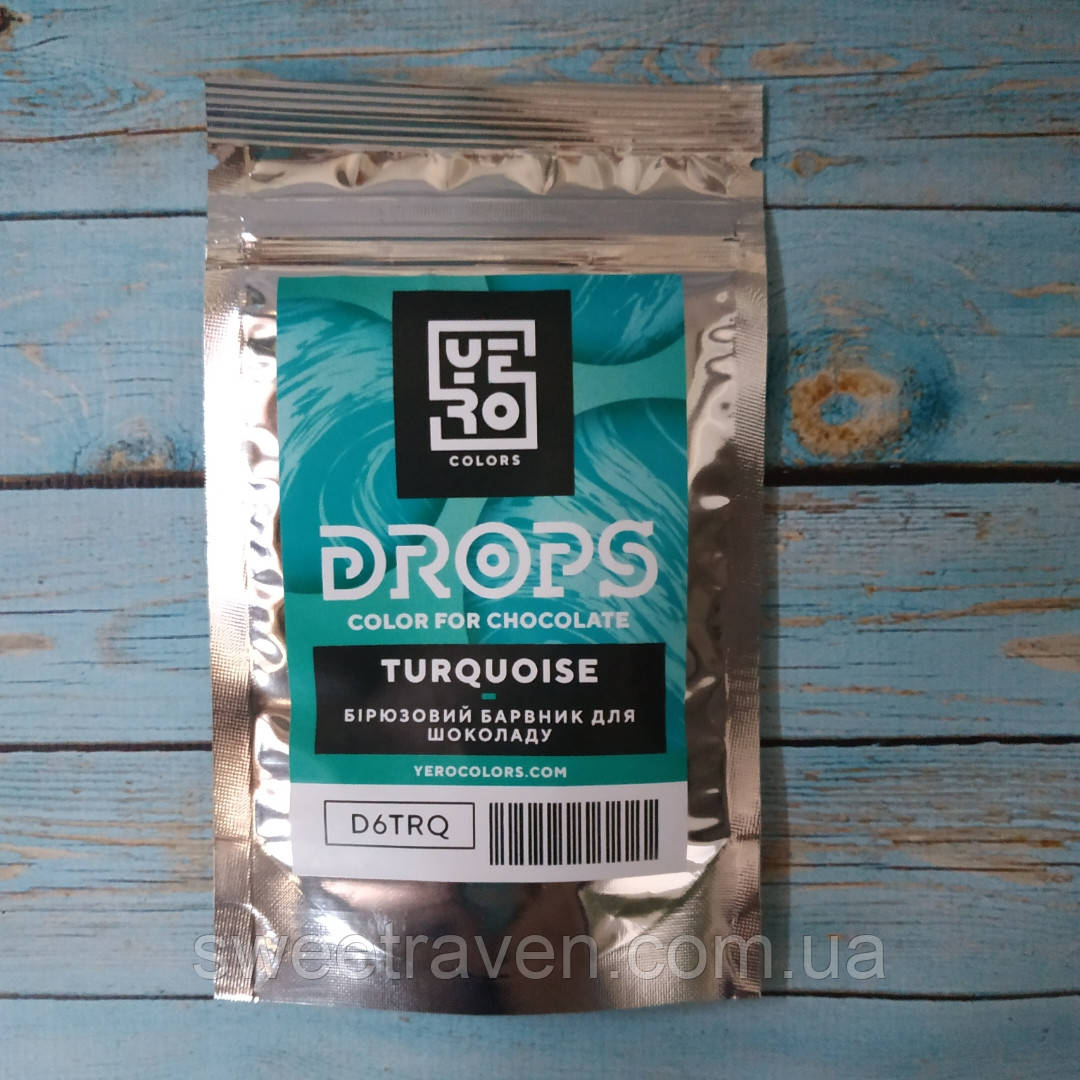 YE-
RO
COLORS
DROPS
COLOR FOR CHOCOLATE
TURQUOISE
БІРЮЗОВИЙ БАРВНИК ДЛЯ
ШОКОЛАДУ
YEROCOLORS.COM
D6TRQ
sweetraven.com.ua